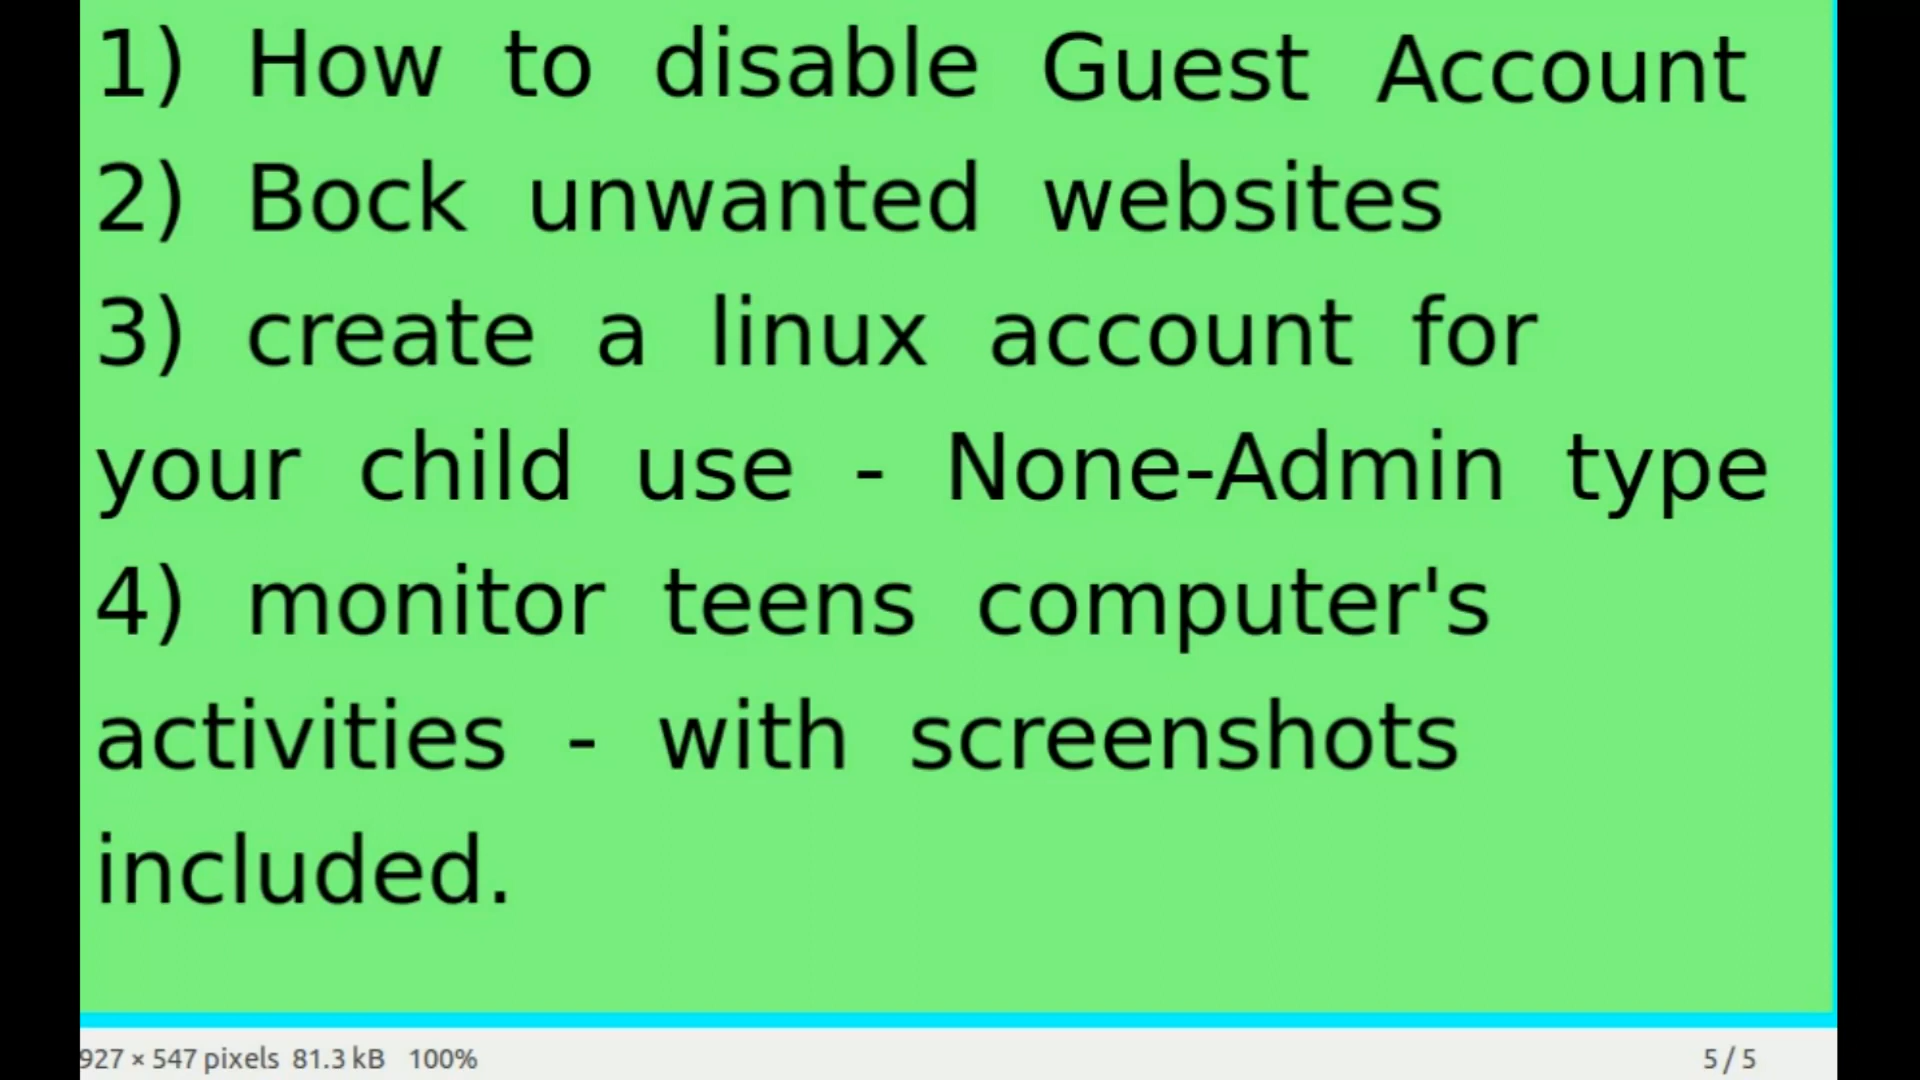 1) How to disable Guest Account
2) Bock unwanted websites
3) create a linux account for
your child use - None-Admin type
4) monitor teens computer's
activities - with screenshots
included.
927 × 547 pixels 81.3 kB 100% 5 / 5